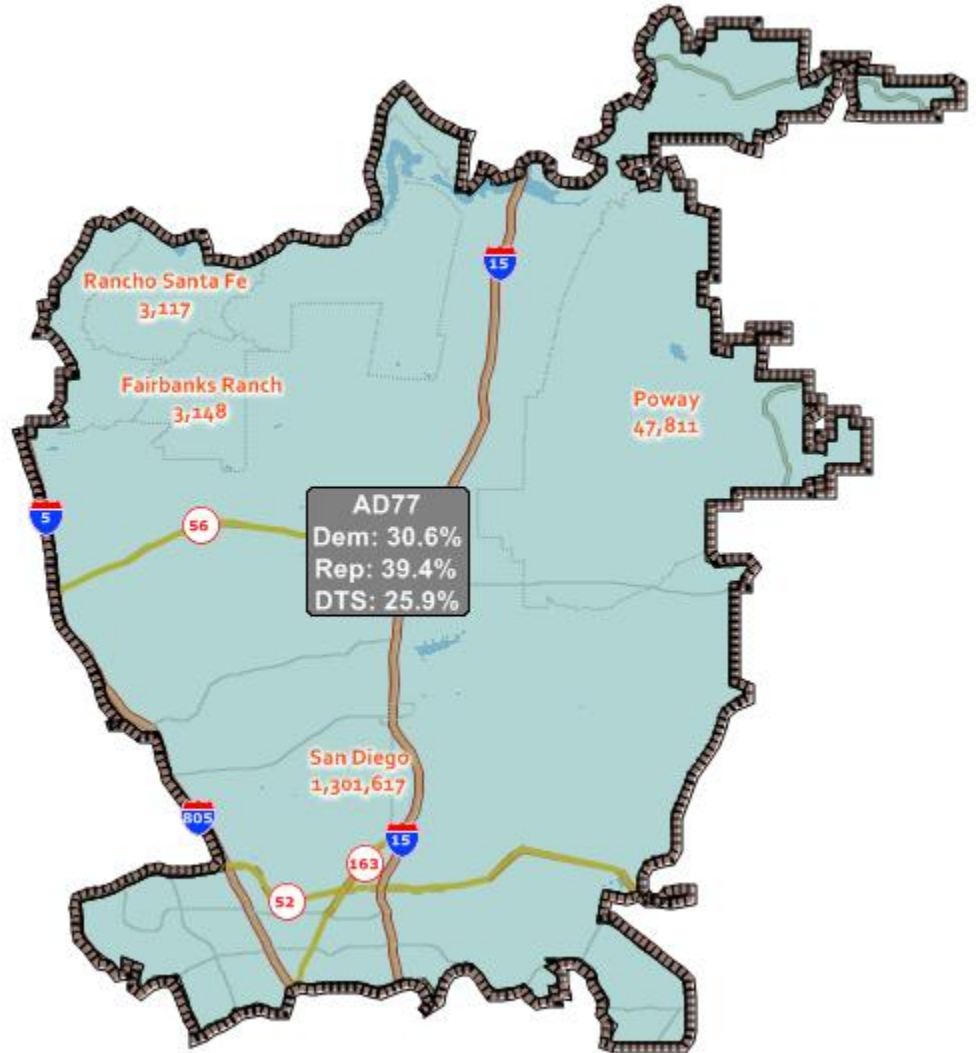 15
Rancho Santa Fe
3,117
Fairbanks Ranch
3,148
Poway
47,811
5
56
AD77
Dem: 30.6%
Rep: 39.4%
DTS: 25.9%
San Diego
1,301,617
805
15
163
52